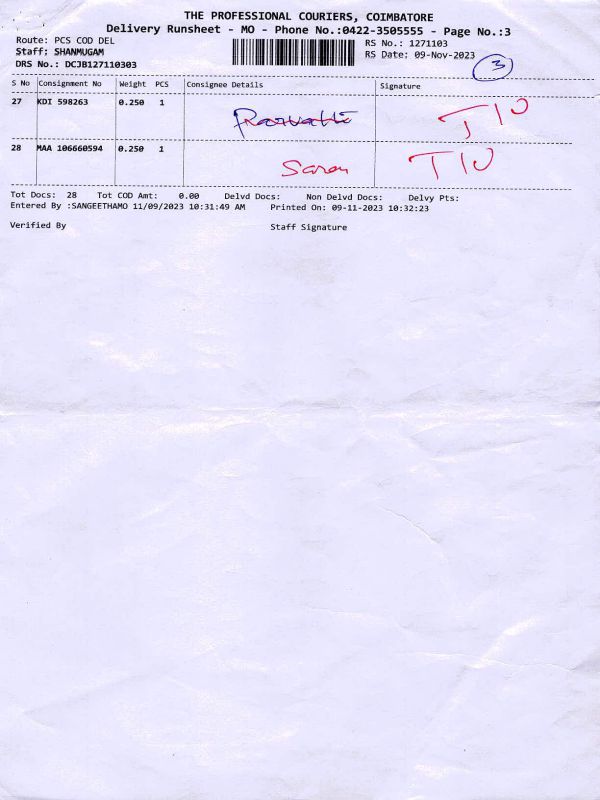 THE PROFESSIONAL COURIERS, COIMBATORE
Delivery Runsheet - MO - Phone No.:0422-3505555 - Page No.:3
Route: PCS COD DEL RS No.: 1271103
Staff: SHANMUGAM RS Date: 09-Nov-2023
DRS No.: DCJB127110303 3
S No Consignment No Weight PCS Consignee Details Signature
27 KDI 598263 0.250 1
28 MAA 106660594 0.250 1
Saran
Tot Docs: 28 Tot COD Amt: 0.00 Delvd Docs: Non Delvd Docs: Delvy Pts:
Entered By :SANGEETHAMO 11/09/2023 10:31:49 AM Printed On: 09-11-2023 10:32:23
Verified By Staff Signature